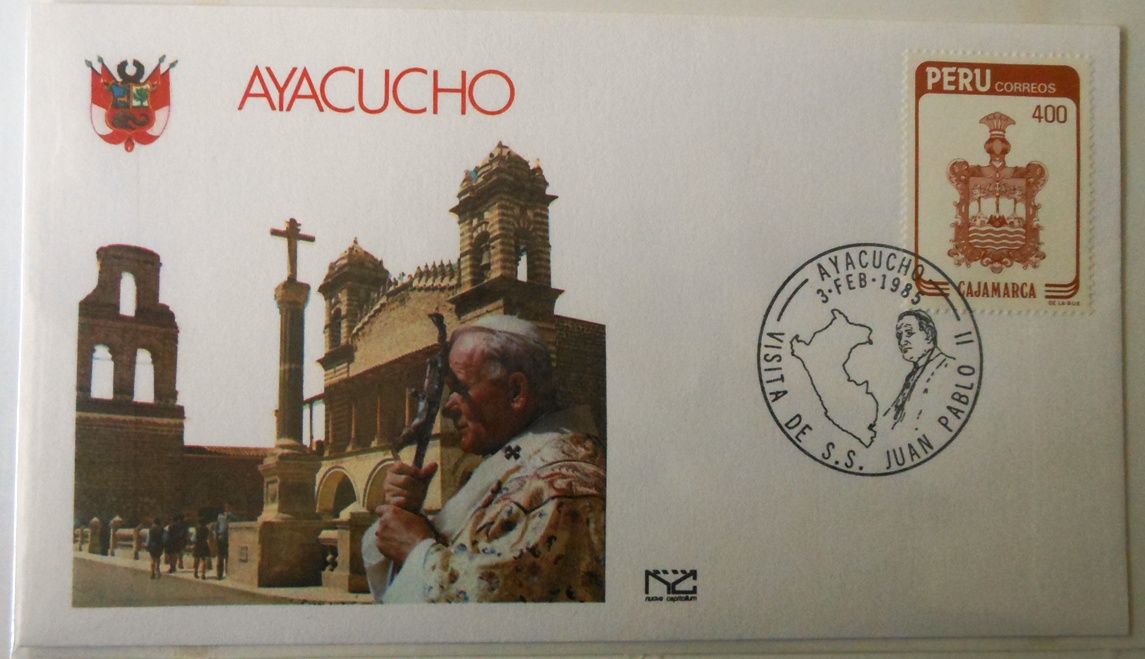 AYACUCHO
PERU CORREOS
400
CAJAMARCA
DE LA RUE
AYACUCHO
3·FEB·1985
VISITA DE S.S. JUAN PABLO II
NC
nuova capitolium